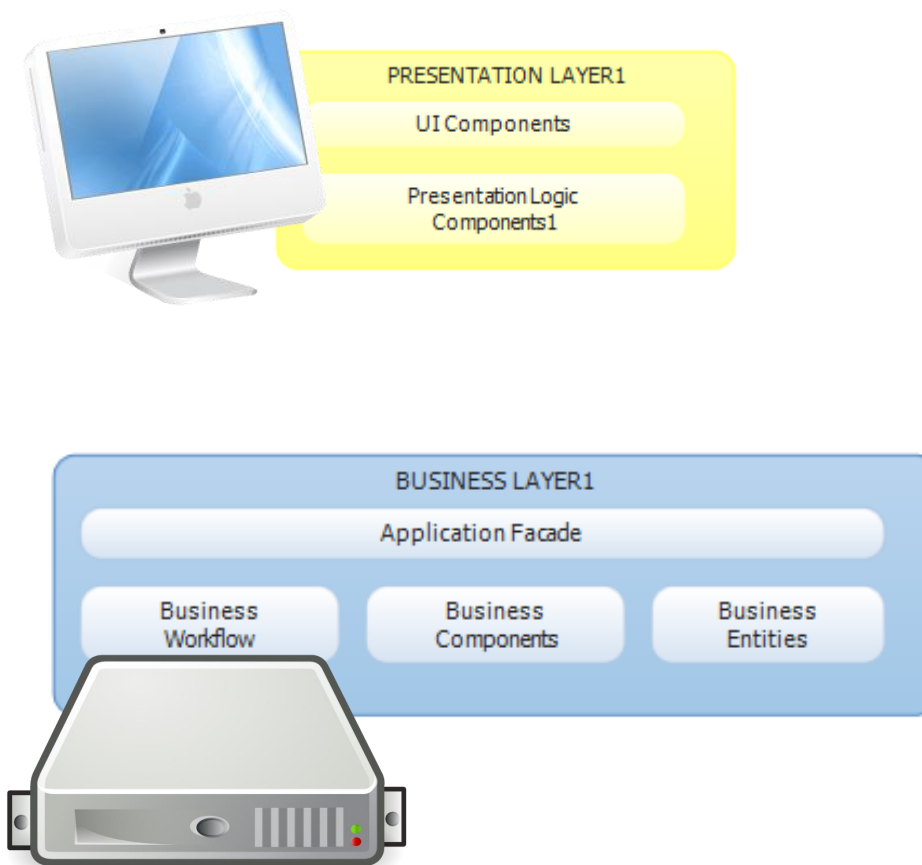 PRESENTATION LAYER1
UI Components
Presentation Logic
Components1
BUSINESS LAYER1
Application Facade
Business
Workflow
Business
Components
Business
Entities